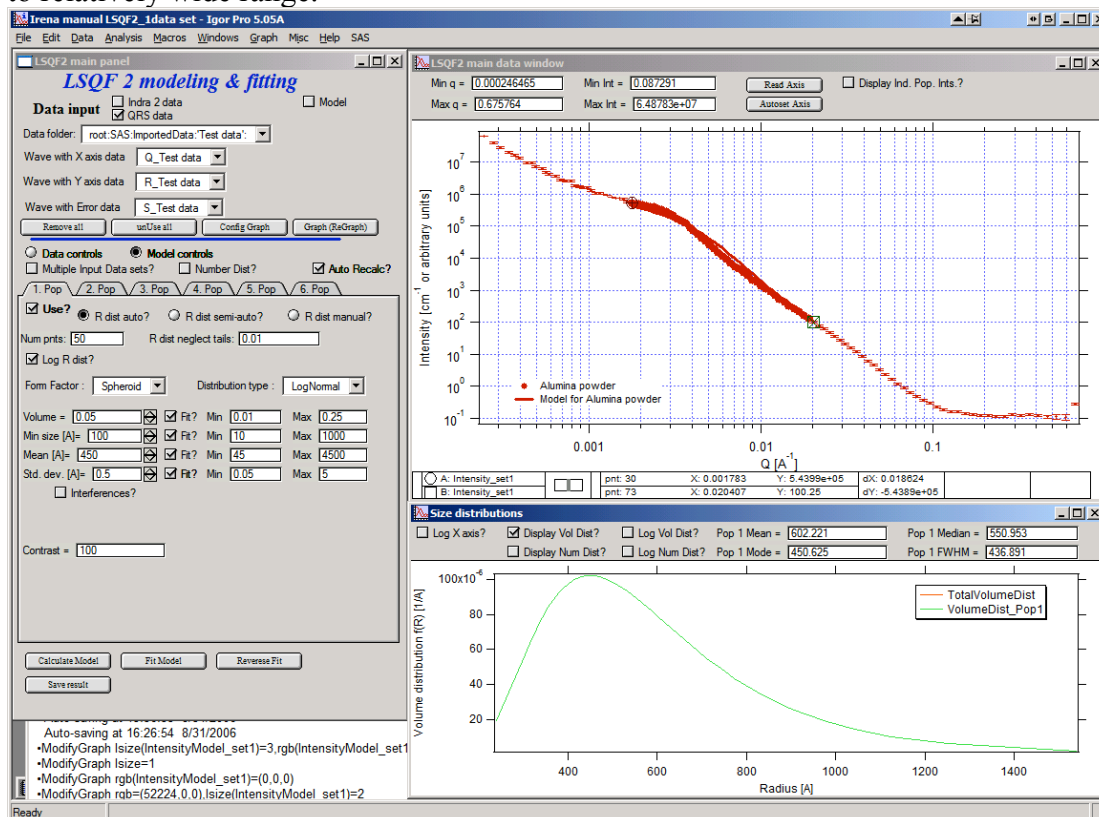 to relatively wide range.
Irena manual LSQF2_1data set - Igor Pro 5.05A
File Edit Data Analysis Macros Windows Graph Misc Help SAS
LSQF2 main panel
LSQF 2 modeling & fitting
Data input
Indra 2 data
Model
QRS data
Data folder: root:SAS:ImportedData:'Test data':
Wave with X axis data Q_Test data
Wave with Y axis data R_Test data
Wave with Error data S_Test data
Remove all unUse all Config Graph Graph (ReGraph)
Data controls Model controls
Multiple Input Data sets? Number Dist? Auto Recalc?
1. Pop 2. Pop 3. Pop 4. Pop 5. Pop 6. Pop
Use? R dist auto? R dist semi-auto? R dist manual?
Num pnts: 50 R dist neglect tails: 0.01
Log R dist?
Form Factor : Spheroid Distribution type : LogNormal
Volume = 0.05 Fit? Min 0.01 Max 0.25
Min size [A]= 100 Fit? Min 10 Max 1000
Mean [A]= 450 Fit? Min 45 Max 4500
Std. dev. [A]= 0.5 Fit? Min 0.05 Max 5
Interferences?
Contrast = 100
Calculate Model Fit Model Reverese Fit
Save result
Auto-saving at 16:26:54 8/31/2006
•ModifyGraph lsize(IntensityModel_set1)=3,rgb(IntensityModel_set1
•ModifyGraph lsize=1
•ModifyGraph rgb(IntensityModel_set1)=(0,0,0)
•ModifyGraph rgb=(52224,0,0),lsize(IntensityModel_set1)=2
Ready
LSQF2 main data window
Min q = 0.000246465 Min Int = 0.087291 Read Axis Display Ind. Pop. Ints.?
Max q = 0.675764 Max Int = 6.48783e+07 Autoset Axis
Intensity [cm⁻¹ or arbitrary units]
10⁷
10⁶
10⁵
10⁴
10³
10²
10¹
10⁰
10⁻¹
Alumina powder
Model for Alumina powder
0.001 0.01 0.1
Q [A⁻¹]
A: Intensity_set1 pnt: 30 X: 0.001783 Y: 5.4399e+05 dX: 0.018624
B: Intensity_set1 pnt: 73 X: 0.020407 Y: 100.25 dY: -5.4389e+05
Size distributions
Log X axis? Display Vol Dist? Log Vol Dist? Pop 1 Mean = 602.221 Pop 1 Median = 550.953
Display Num Dist? Log Num Dist? Pop 1 Mode = 450.625 Pop 1 FWHM = 436.891
Volume distribution f(R) [1/A]
100x10⁻⁶
80
60
40
20
TotalVolumeDist
VolumeDist_Pop1
400 600 800 1000 1200 1400
Radius [A]